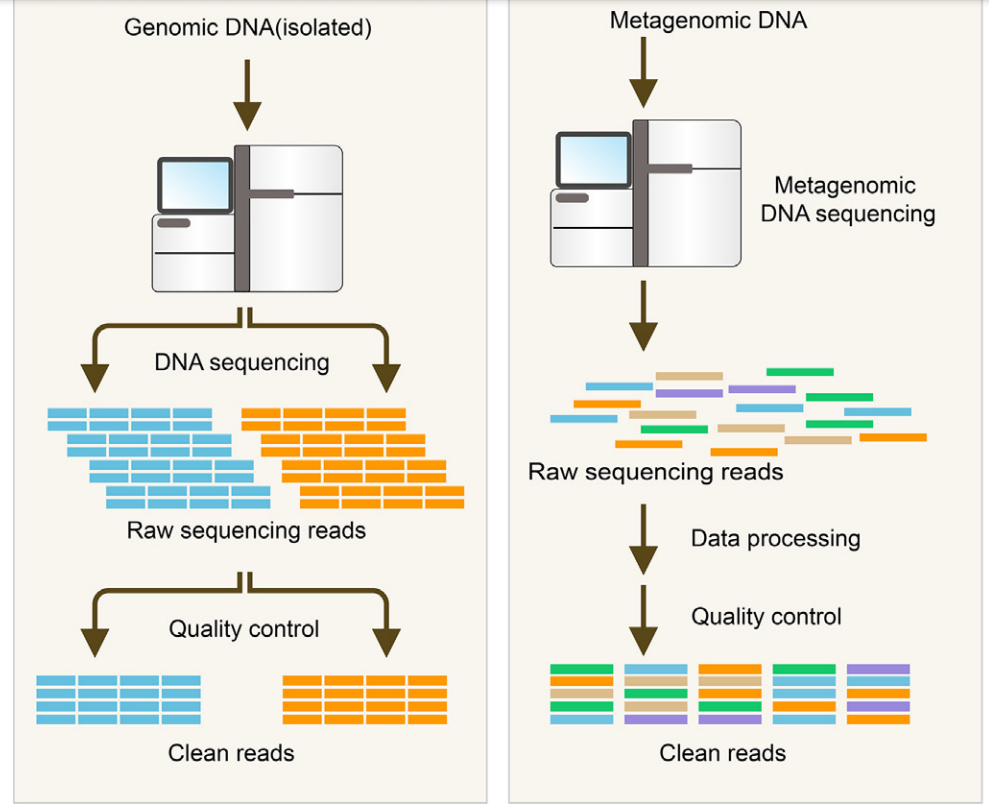 Genomic DNA(isolated)
DNA sequencing
Raw sequencing reads
Quality control
Clean reads
Metagenomic DNA
Metagenomic
DNA sequencing
Raw sequencing reads
Data processing
Quality control
Clean reads